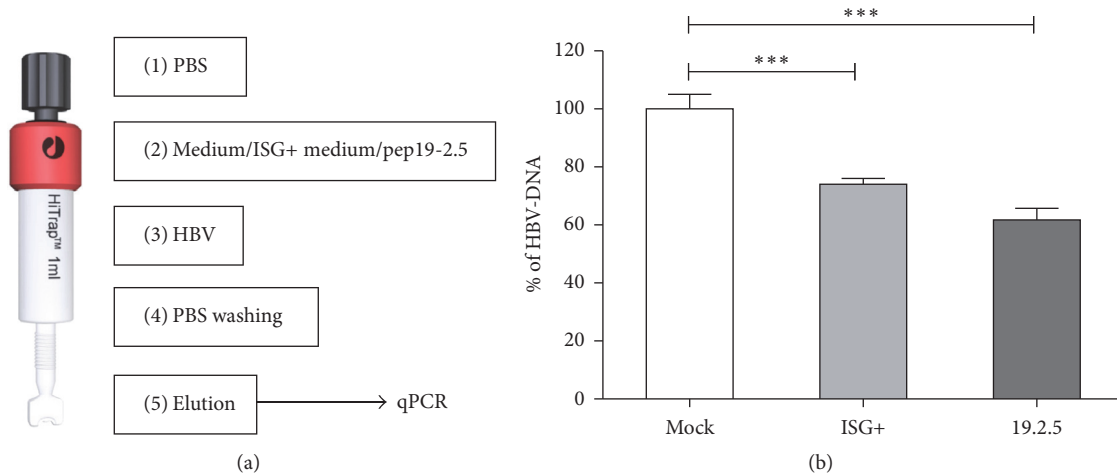 HiTrap™ 1ml
(1) PBS
(2) Medium/ISG+ medium/pep19-2.5
(3) HBV
(4) PBS washing
(5) Elution
qPCR
(a)
% of HBV-DNA
120
100
80
60
40
20
0
***
***
Mock
ISG+
19.2.5
(b)